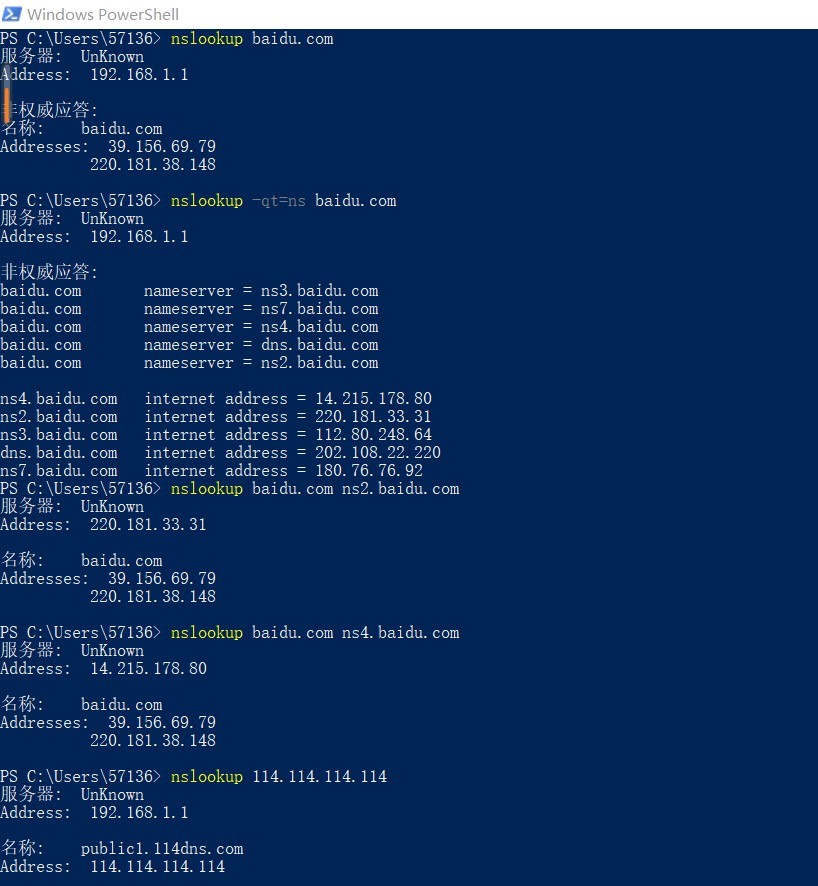 Windows PowerShell
PS C:\Users\57136> nslookup baidu.com
服务器:  UnKnown
Address:  192.168.1.1
非权威应答:
名称:    baidu.com
Addresses:  39.156.69.79
220.181.38.148
PS C:\Users\57136> nslookup -qt=ns baidu.com
服务器:  UnKnown
Address:  192.168.1.1
非权威应答:
baidu.com       nameserver = ns3.baidu.com
baidu.com       nameserver = ns7.baidu.com
baidu.com       nameserver = ns4.baidu.com
baidu.com       nameserver = dns.baidu.com
baidu.com       nameserver = ns2.baidu.com
ns4.baidu.com   internet address = 14.215.178.80
ns2.baidu.com   internet address = 220.181.33.31
ns3.baidu.com   internet address = 112.80.248.64
dns.baidu.com   internet address = 202.108.22.220
ns7.baidu.com   internet address = 180.76.76.92
PS C:\Users\57136> nslookup baidu.com ns2.baidu.com
服务器:  UnKnown
Address:  220.181.33.31
名称:    baidu.com
Addresses:  39.156.69.79
220.181.38.148
PS C:\Users\57136> nslookup baidu.com ns4.baidu.com
服务器:  UnKnown
Address:  14.215.178.80
名称:    baidu.com
Addresses:  39.156.69.79
220.181.38.148
PS C:\Users\57136> nslookup 114.114.114.114
服务器:  UnKnown
Address:  192.168.1.1
名称:    public1.114dns.com
Address:  114.114.114.114